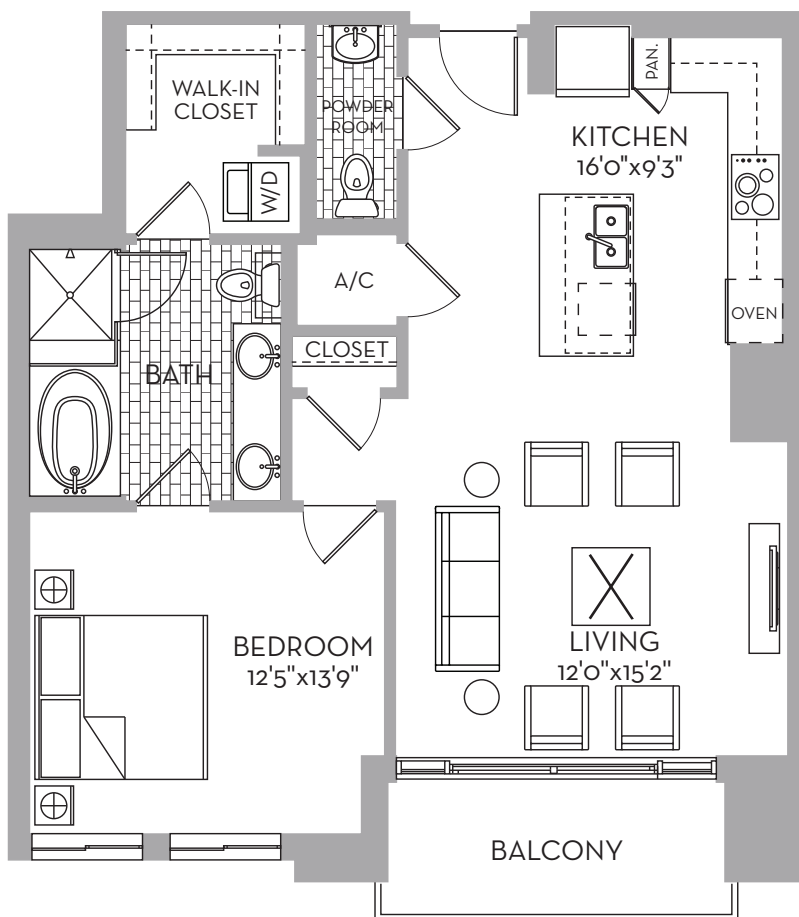 WALK-IN
CLOSET
POWDER
ROOM
PAN.
KITCHEN
16'0"x9'3"
W/D
A/C
OVEN
CLOSET
BATH
BEDROOM
12'5"x13'9"
LIVING
12'0"x15'2"
BALCONY